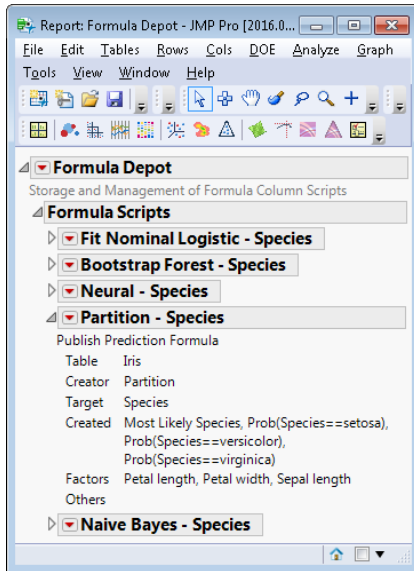 Report: Formula Depot - JMP Pro [2016.0...
File Edit Tables Rows Cols DOE Analyze Graph
Tools View Window Help
Formula Depot
Storage and Management of Formula Column Scripts
Formula Scripts
Fit Nominal Logistic - Species
Bootstrap Forest - Species
Neural - Species
Partition - Species
Publish Prediction Formula
Table Iris
Creator Partition
Target Species
Created Most Likely Species, Prob(Species==setosa),
Prob(Species==versicolor),
Prob(Species==virginica)
Factors Petal length, Petal width, Sepal length
Others
Naive Bayes - Species